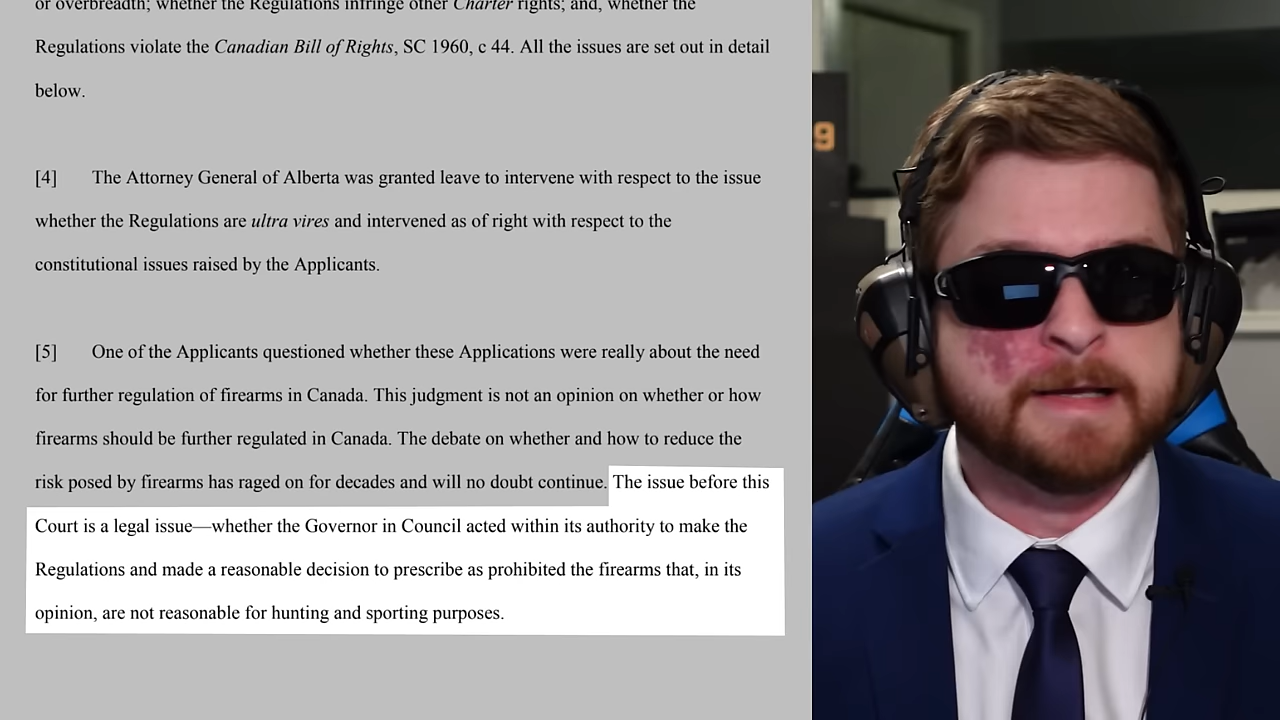 or overbreadth; whether the Regulations infringe other Charter rights; and, whether the
Regulations violate the Canadian Bill of Rights, SC 1960, c 44. All the issues are set out in detail
below.
[4] The Attorney General of Alberta was granted leave to intervene with respect to the issue
whether the Regulations are ultra vires and intervened as of right with respect to the
constitutional issues raised by the Applicants.
[5] One of the Applicants questioned whether these Applications were really about the need
for further regulation of firearms in Canada. This judgment is not an opinion on whether or how
firearms should be further regulated in Canada. The debate on whether and how to reduce the
risk posed by firearms has raged on for decades and will no doubt continue. The issue before this
Court is a legal issue—whether the Governor in Council acted within its authority to make the
Regulations and made a reasonable decision to prescribe as prohibited the firearms that, in its
opinion, are not reasonable for hunting and sporting purposes.
9